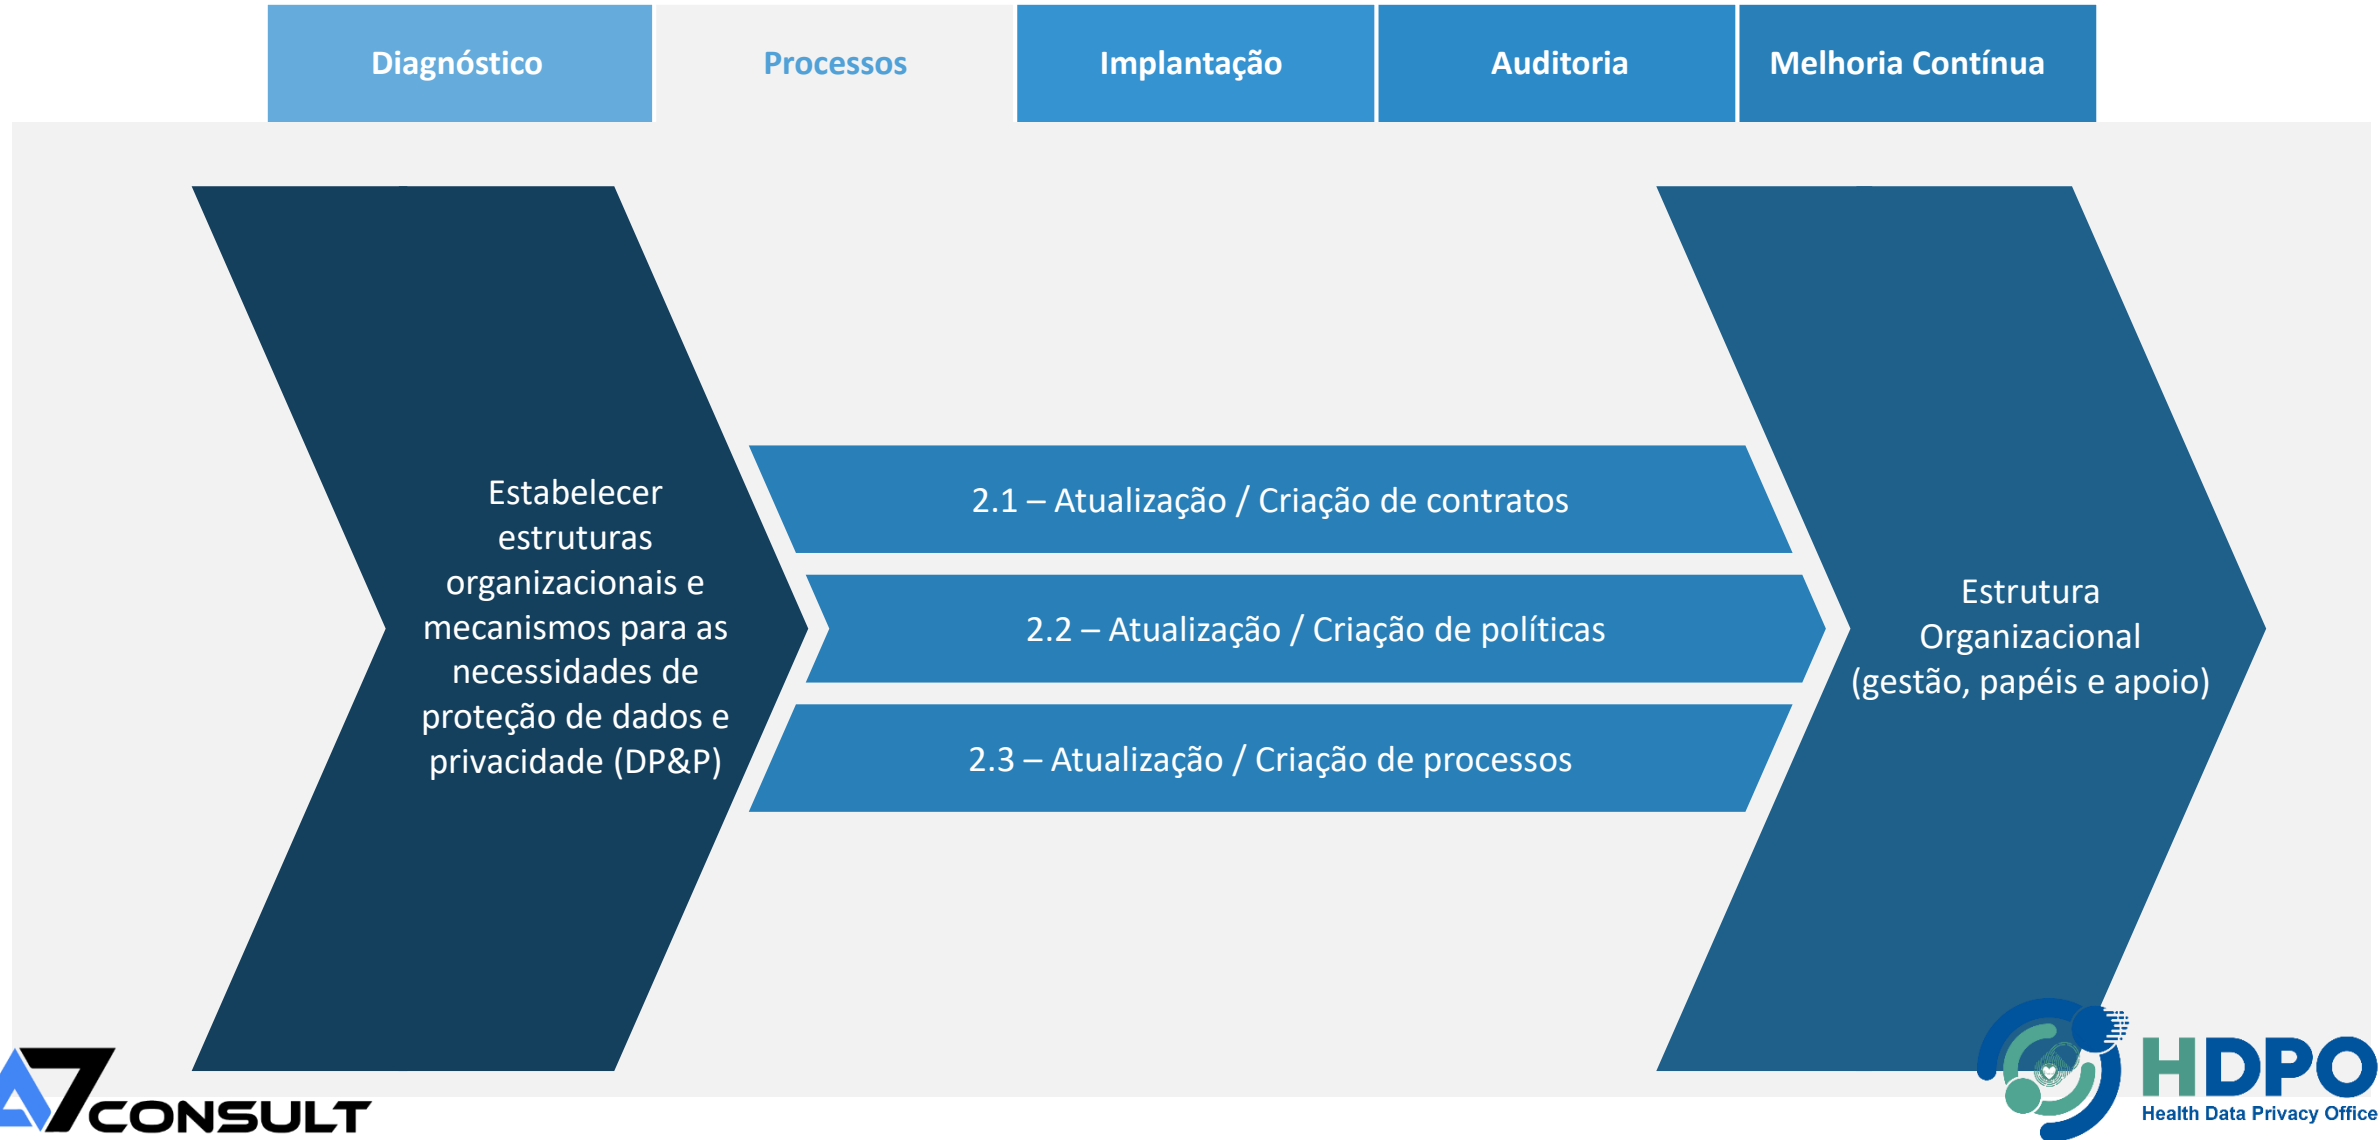 Diagnóstico
Processos
Implantação
Auditoria
Melhoria Contínua
Estabelecer
estruturas
organizacionais e
mecanismos para as
necessidades de
proteção de dados e
privacidade (DP&P)
2.1 – Atualização / Criação de contratos
2.2 – Atualização / Criação de políticas
2.3 – Atualização / Criação de processos
Estrutura
Organizacional
(gestão, papéis e apoio)
A7CONSULT
HDPO
Health Data Privacy Office